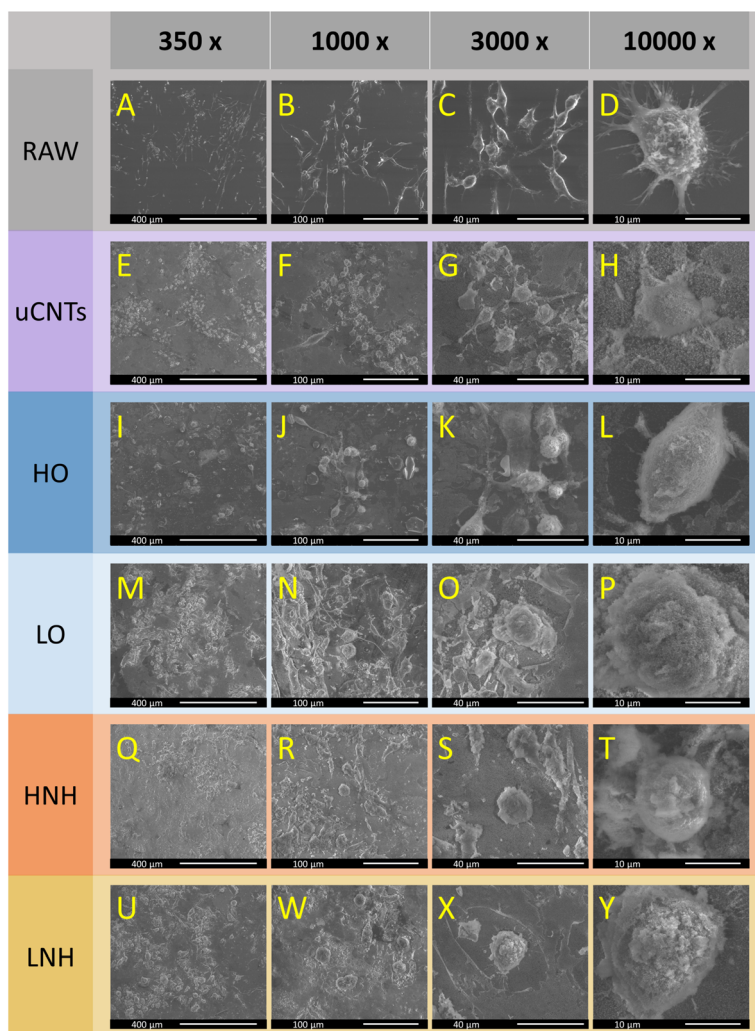 350 x 1000 x 3000 x 10000 x
RAW
A B C D
400 µm 100 µm 40 µm 10 µm
uCNTs
E F G H
400 µm 100 µm 40 µm 10 µm
HO
I J K L
400 µm 100 µm 40 µm 10 µm
LO
M N O P
400 µm 100 µm 40 µm 10 µm
HNH
Q R S T
400 µm 100 µm 40 µm 10 µm
LNH
U W X Y
400 µm 100 µm 40 µm 10 µm